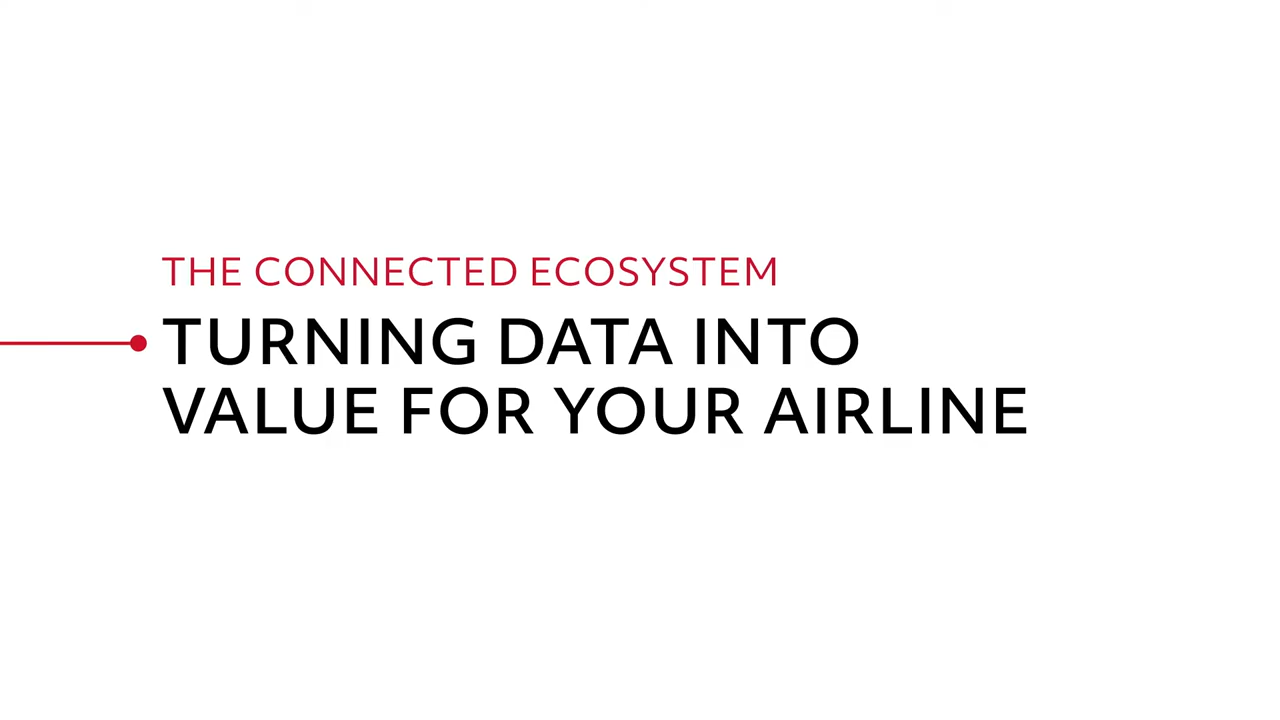 THE CONNECTED ECOSYSTEM
TURNING DATA INTO
VALUE FOR YOUR AIRLINE